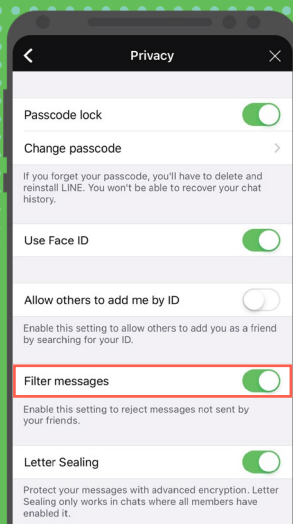 Privacy
Passcode lock
Change passcode
If you forget your passcode, you'll have to delete and
reinstall LINE. You won't be able to recover your chat
history.
Use Face ID
Allow others to add me by ID
Enable this setting to allow others to add you as a friend
by searching for your ID.
Filter messages
Enable this setting to reject messages not sent by
your friends.
Letter Sealing
Protect your messages with advanced encryption. Letter
Sealing only works in chats where all members have
enabled it.